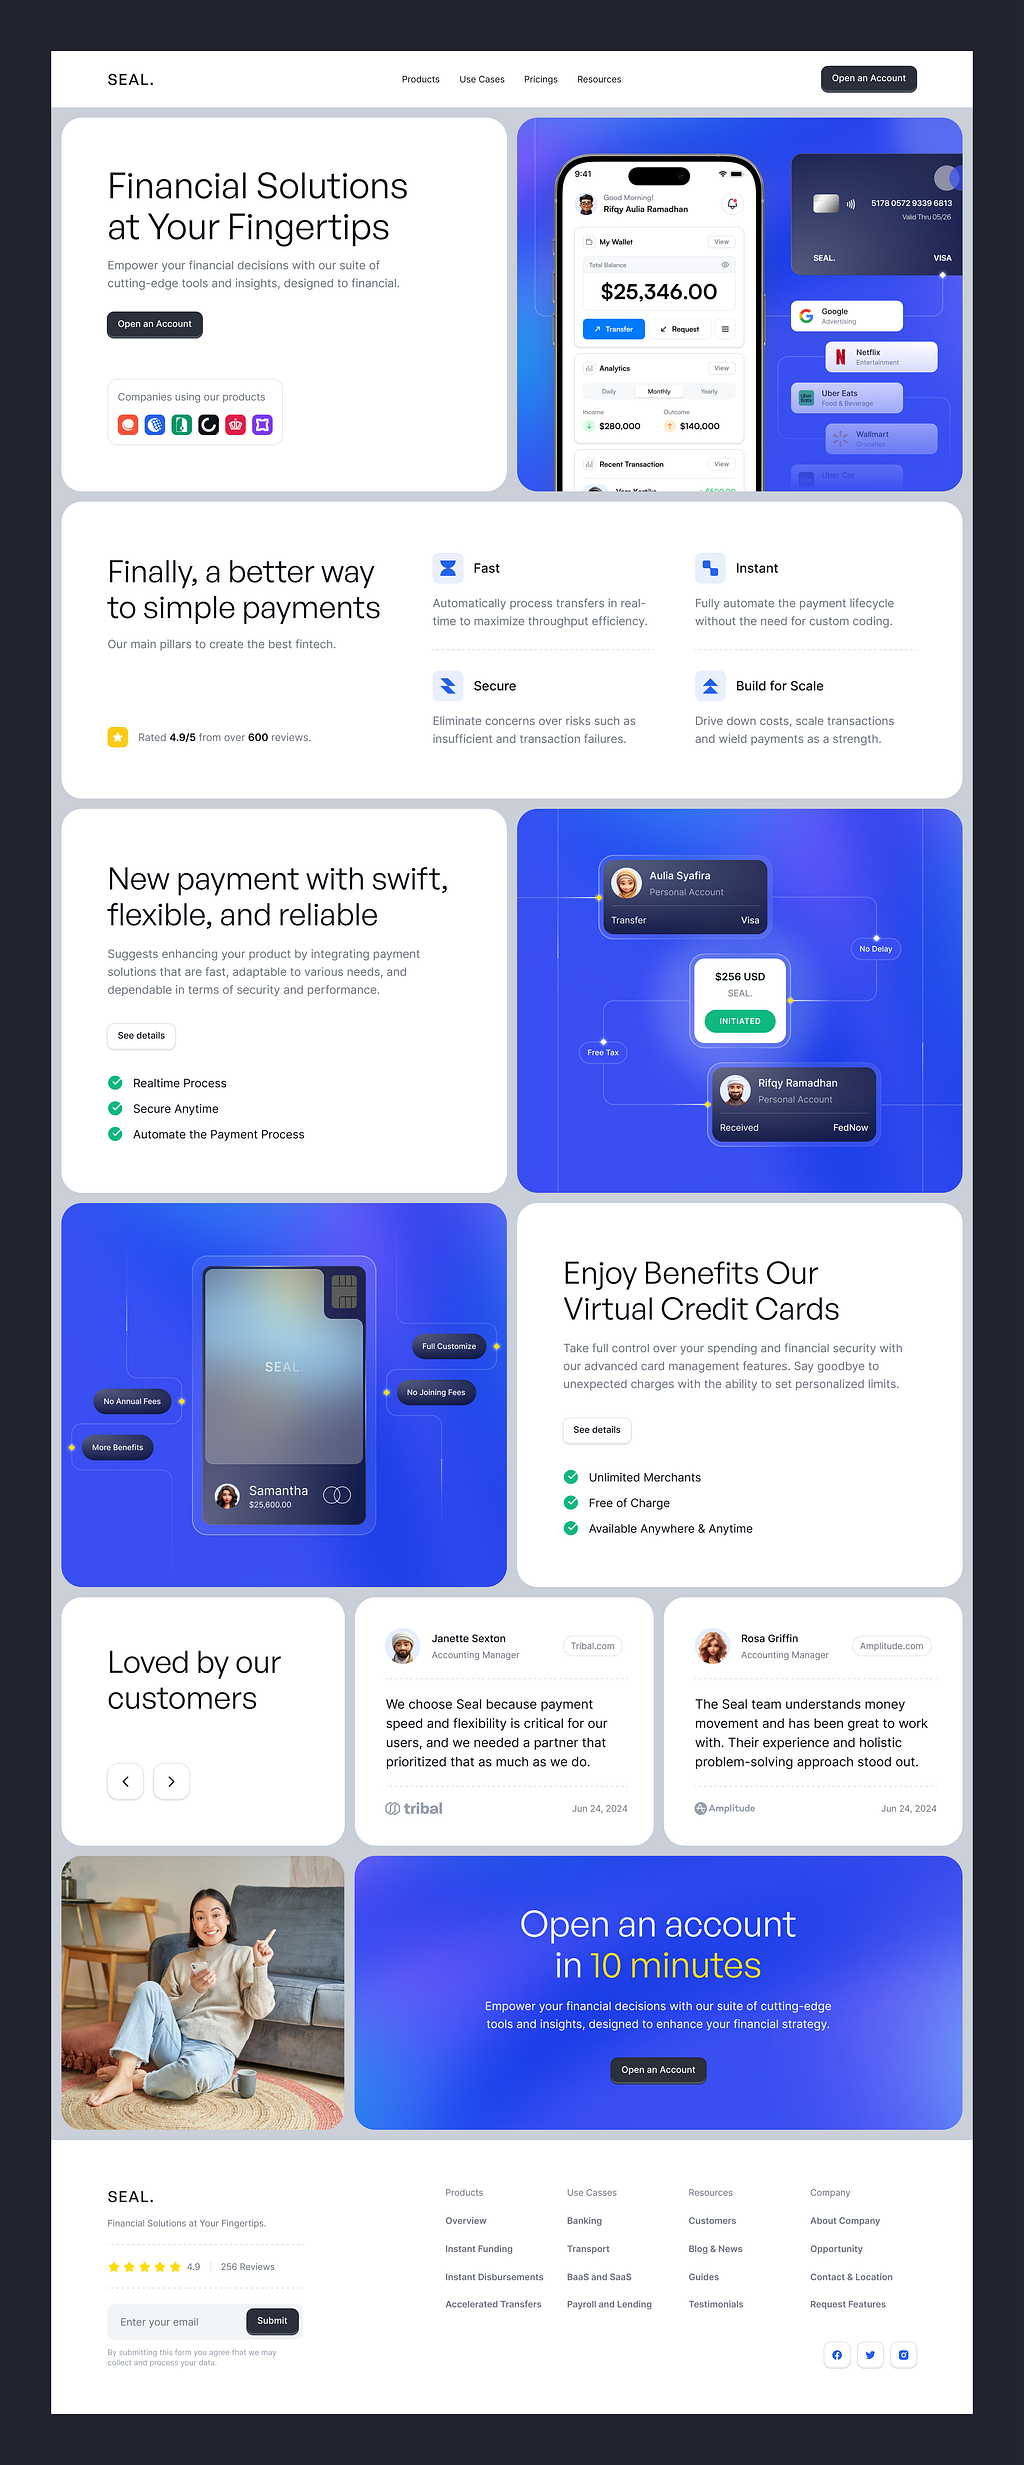 SEAL.
Products
Use Cases
Pricings
Resources
Open an Account
Financial Solutions
at Your Fingertips
Empower your financial decisions with our suite of
cutting-edge tools and insights, designed to financial.
Open an Account
Companies using our products
9:41
Good Morning!
Rifqy Aulia Ramadhan
My Wallet
View
Total Balance
$25,346.00
Transfer
Request
Analytics
View
Daily
Monthly
Yearly
Income
Outcome
$280,000
$140,000
Recent Transaction
View
5178 0572 9339 6813
Valid Thru 05/26
SEAL.
VISA
Google
Advertising
Netflix
Entertainment
Uber Eats
Uber Eats
Food & Beverage
Wallmart
Groceries
Uber Car
Finally, a better way
to simple payments
Our main pillars to create the best fintech.
Rated 4.9/5 from over 600 reviews.
Fast
Automatically process transfers in real-
time to maximize throughput efficiency.
Instant
Fully automate the payment lifecycle
without the need for custom coding.
Secure
Eliminate concerns over risks such as
insufficient and transaction failures.
Build for Scale
Drive down costs, scale transactions
and wield payments as a strength.
New payment with swift,
flexible, and reliable
Suggests enhancing your product by integrating payment
solutions that are fast, adaptable to various needs, and
dependable in terms of security and performance.
See details
Realtime Process
Secure Anytime
Automate the Payment Process
Aulia Syafira
Personal Account
Transfer
Visa
No Delay
$256 USD
SEAL.
INITIATED
Free Tax
Rifqy Ramadhan
Personal Account
Received
FedNow
SEAL.
Full Customize
No Joining Fees
No Annual Fees
More Benefits
Samantha
$25,600.00
Enjoy Benefits Our
Virtual Credit Cards
Take full control over your spending and financial security with
our advanced card management features. Say goodbye to
unexpected charges with the ability to set personalized limits.
See details
Unlimited Merchants
Free of Charge
Available Anywhere & Anytime
Loved by our
customers
Janette Sexton
Accounting Manager
Tribal.com
We choose Seal because payment
speed and flexibility is critical for our
users, and we needed a partner that
prioritized that as much as we do.
tribal
Jun 24, 2024
Rosa Griffin
Accounting Manager
Amplitude.com
The Seal team understands money
movement and has been great to work
with. Their experience and holistic
problem-solving approach stood out.
Amplitude
Jun 24, 2024
Open an account
in 10 minutes
Empower your financial decisions with our suite of cutting-edge
tools and insights, designed to enhance your financial strategy.
Open an Account
SEAL.
Financial Solutions at Your Fingertips.
4.9
256 Reviews
Enter your email
Submit
By submitting this form you agree that we may
collect and process your data.
Products
Overview
Instant Funding
Instant Disbursements
Accelerated Transfers
Use Casses
Banking
Transport
BaaS and SaaS
Payroll and Lending
Resources
Customers
Blog & News
Guides
Testimonials
Company
About Company
Opportunity
Contact & Location
Request Features